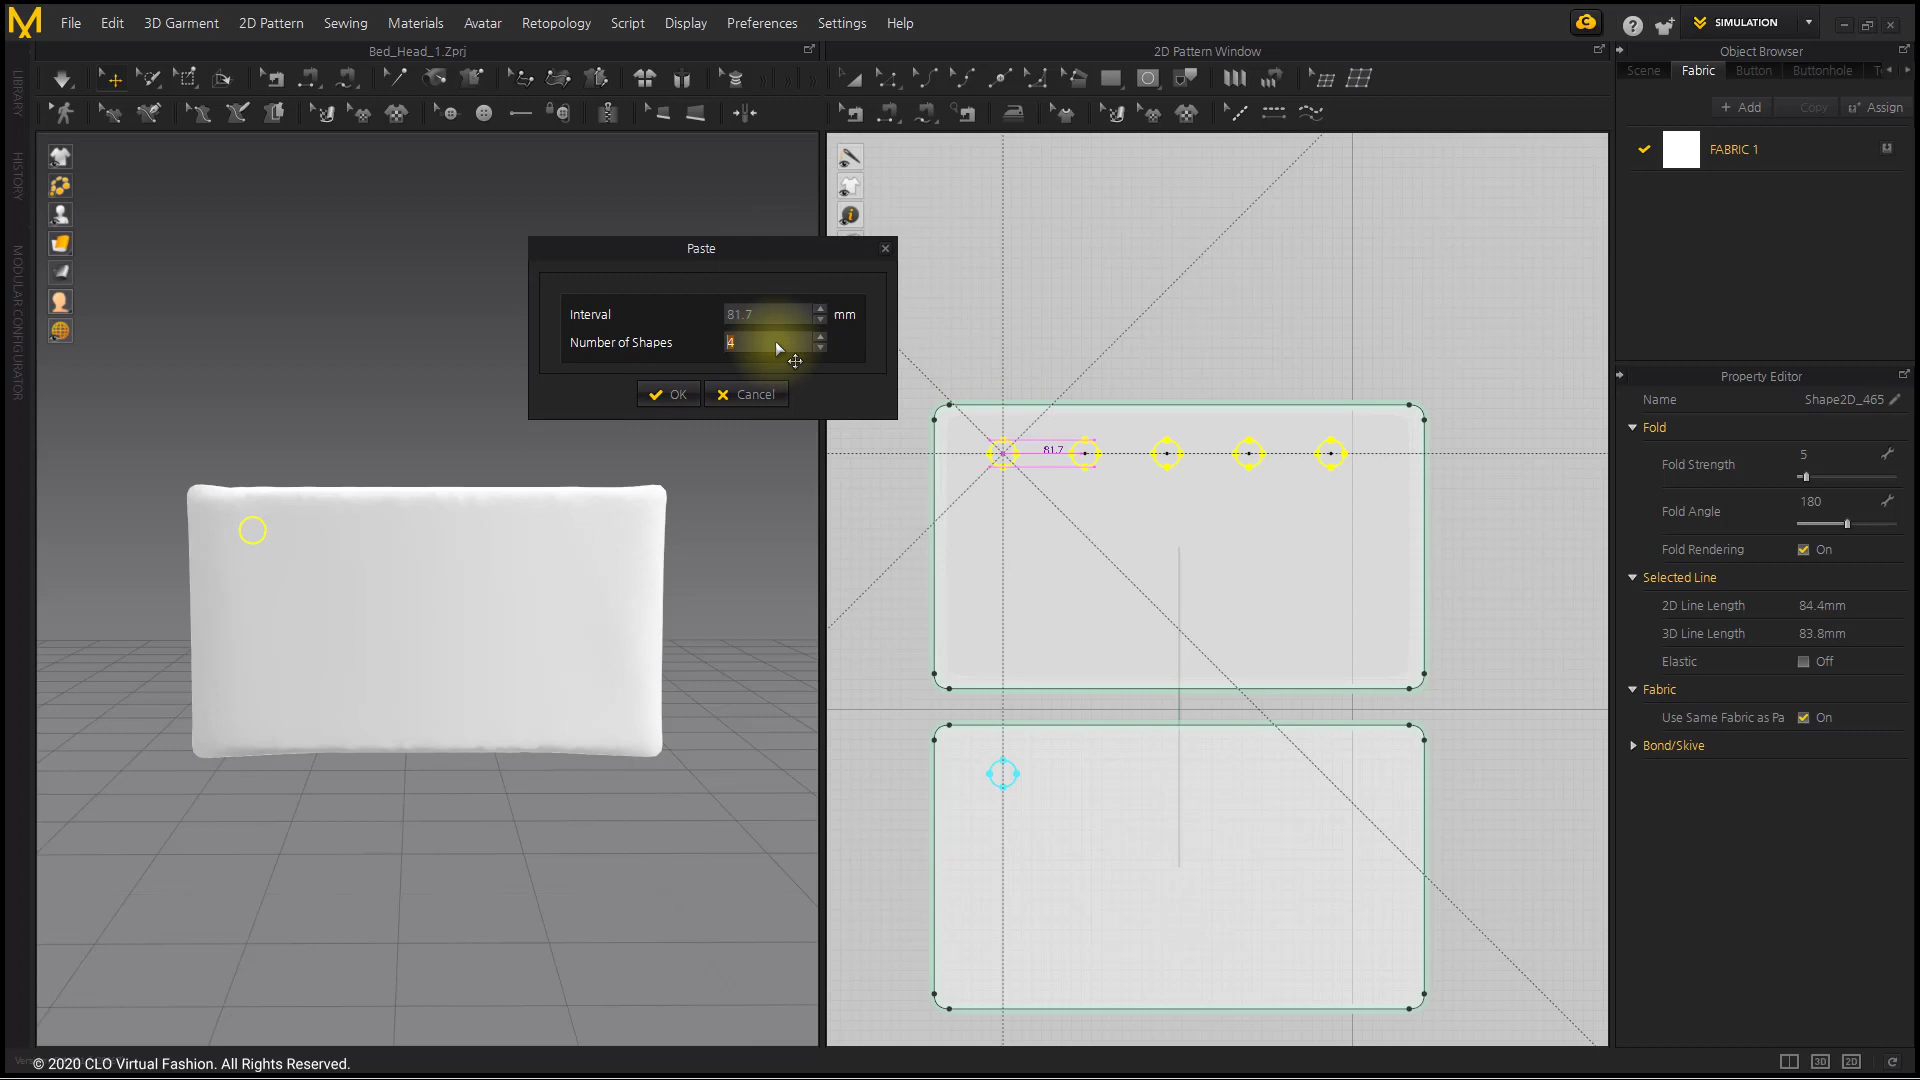 File Edit 3D Garment 2D Pattern Sewing Materials Avatar Retopology Script Display Preferences Settings Help
SIMULATION
Bed_Head_1.Zprj
2D Pattern Window
Object Browser
Scene Fabric Button Buttonhole
+ Add Copy Assign
FABRIC 1
LIBRARY
HISTORY
MODULAR CONFIGURATOR
Paste
Interval 81.7 mm
Number of Shapes 4
OK Cancel
81.7
Property Editor
Name Shape2D_465
Fold
Fold Strength 5
Fold Angle 180
Fold Rendering On
Selected Line
2D Line Length 84.4mm
3D Line Length 83.8mm
Elastic Off
Fabric
Use Same Fabric as Pa On
Bond/Skive
© 2020 CLO Virtual Fashion. All Rights Reserved.
3D 2D